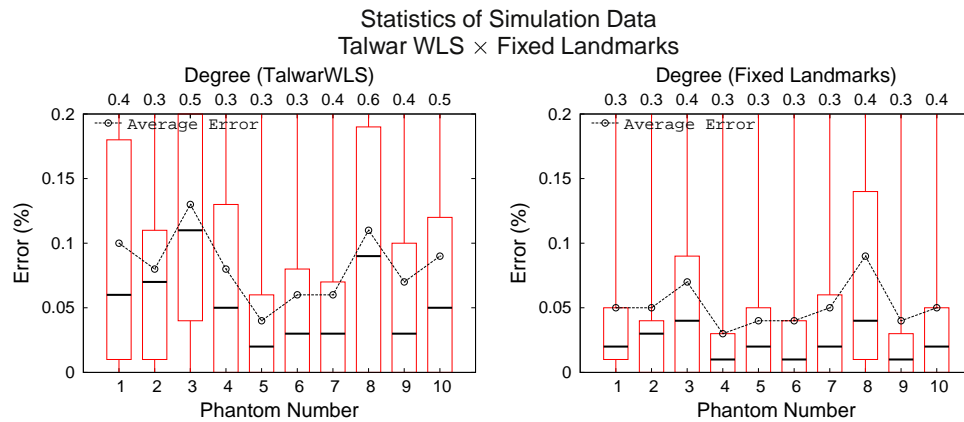 Statistics of Simulation Data
Talwar WLS × Fixed Landmarks
Degree (TalwarWLS)
0.4 0.3 0.5 0.3 0.3 0.3 0.3 0.6 0.4 0.5
Average Error
0.2
0.15
0.1
0.05
0
Error (%)
1 2 3 4 5 6 7 8 9 10
Phantom Number
Degree (Fixed Landmarks)
0.3 0.3 0.4 0.3 0.3 0.3 0.3 0.4 0.3 0.4
Average Error
0.2
0.15
0.1
0.05
0
Error (%)
1 2 3 4 5 6 7 8 9 10
Phantom Number